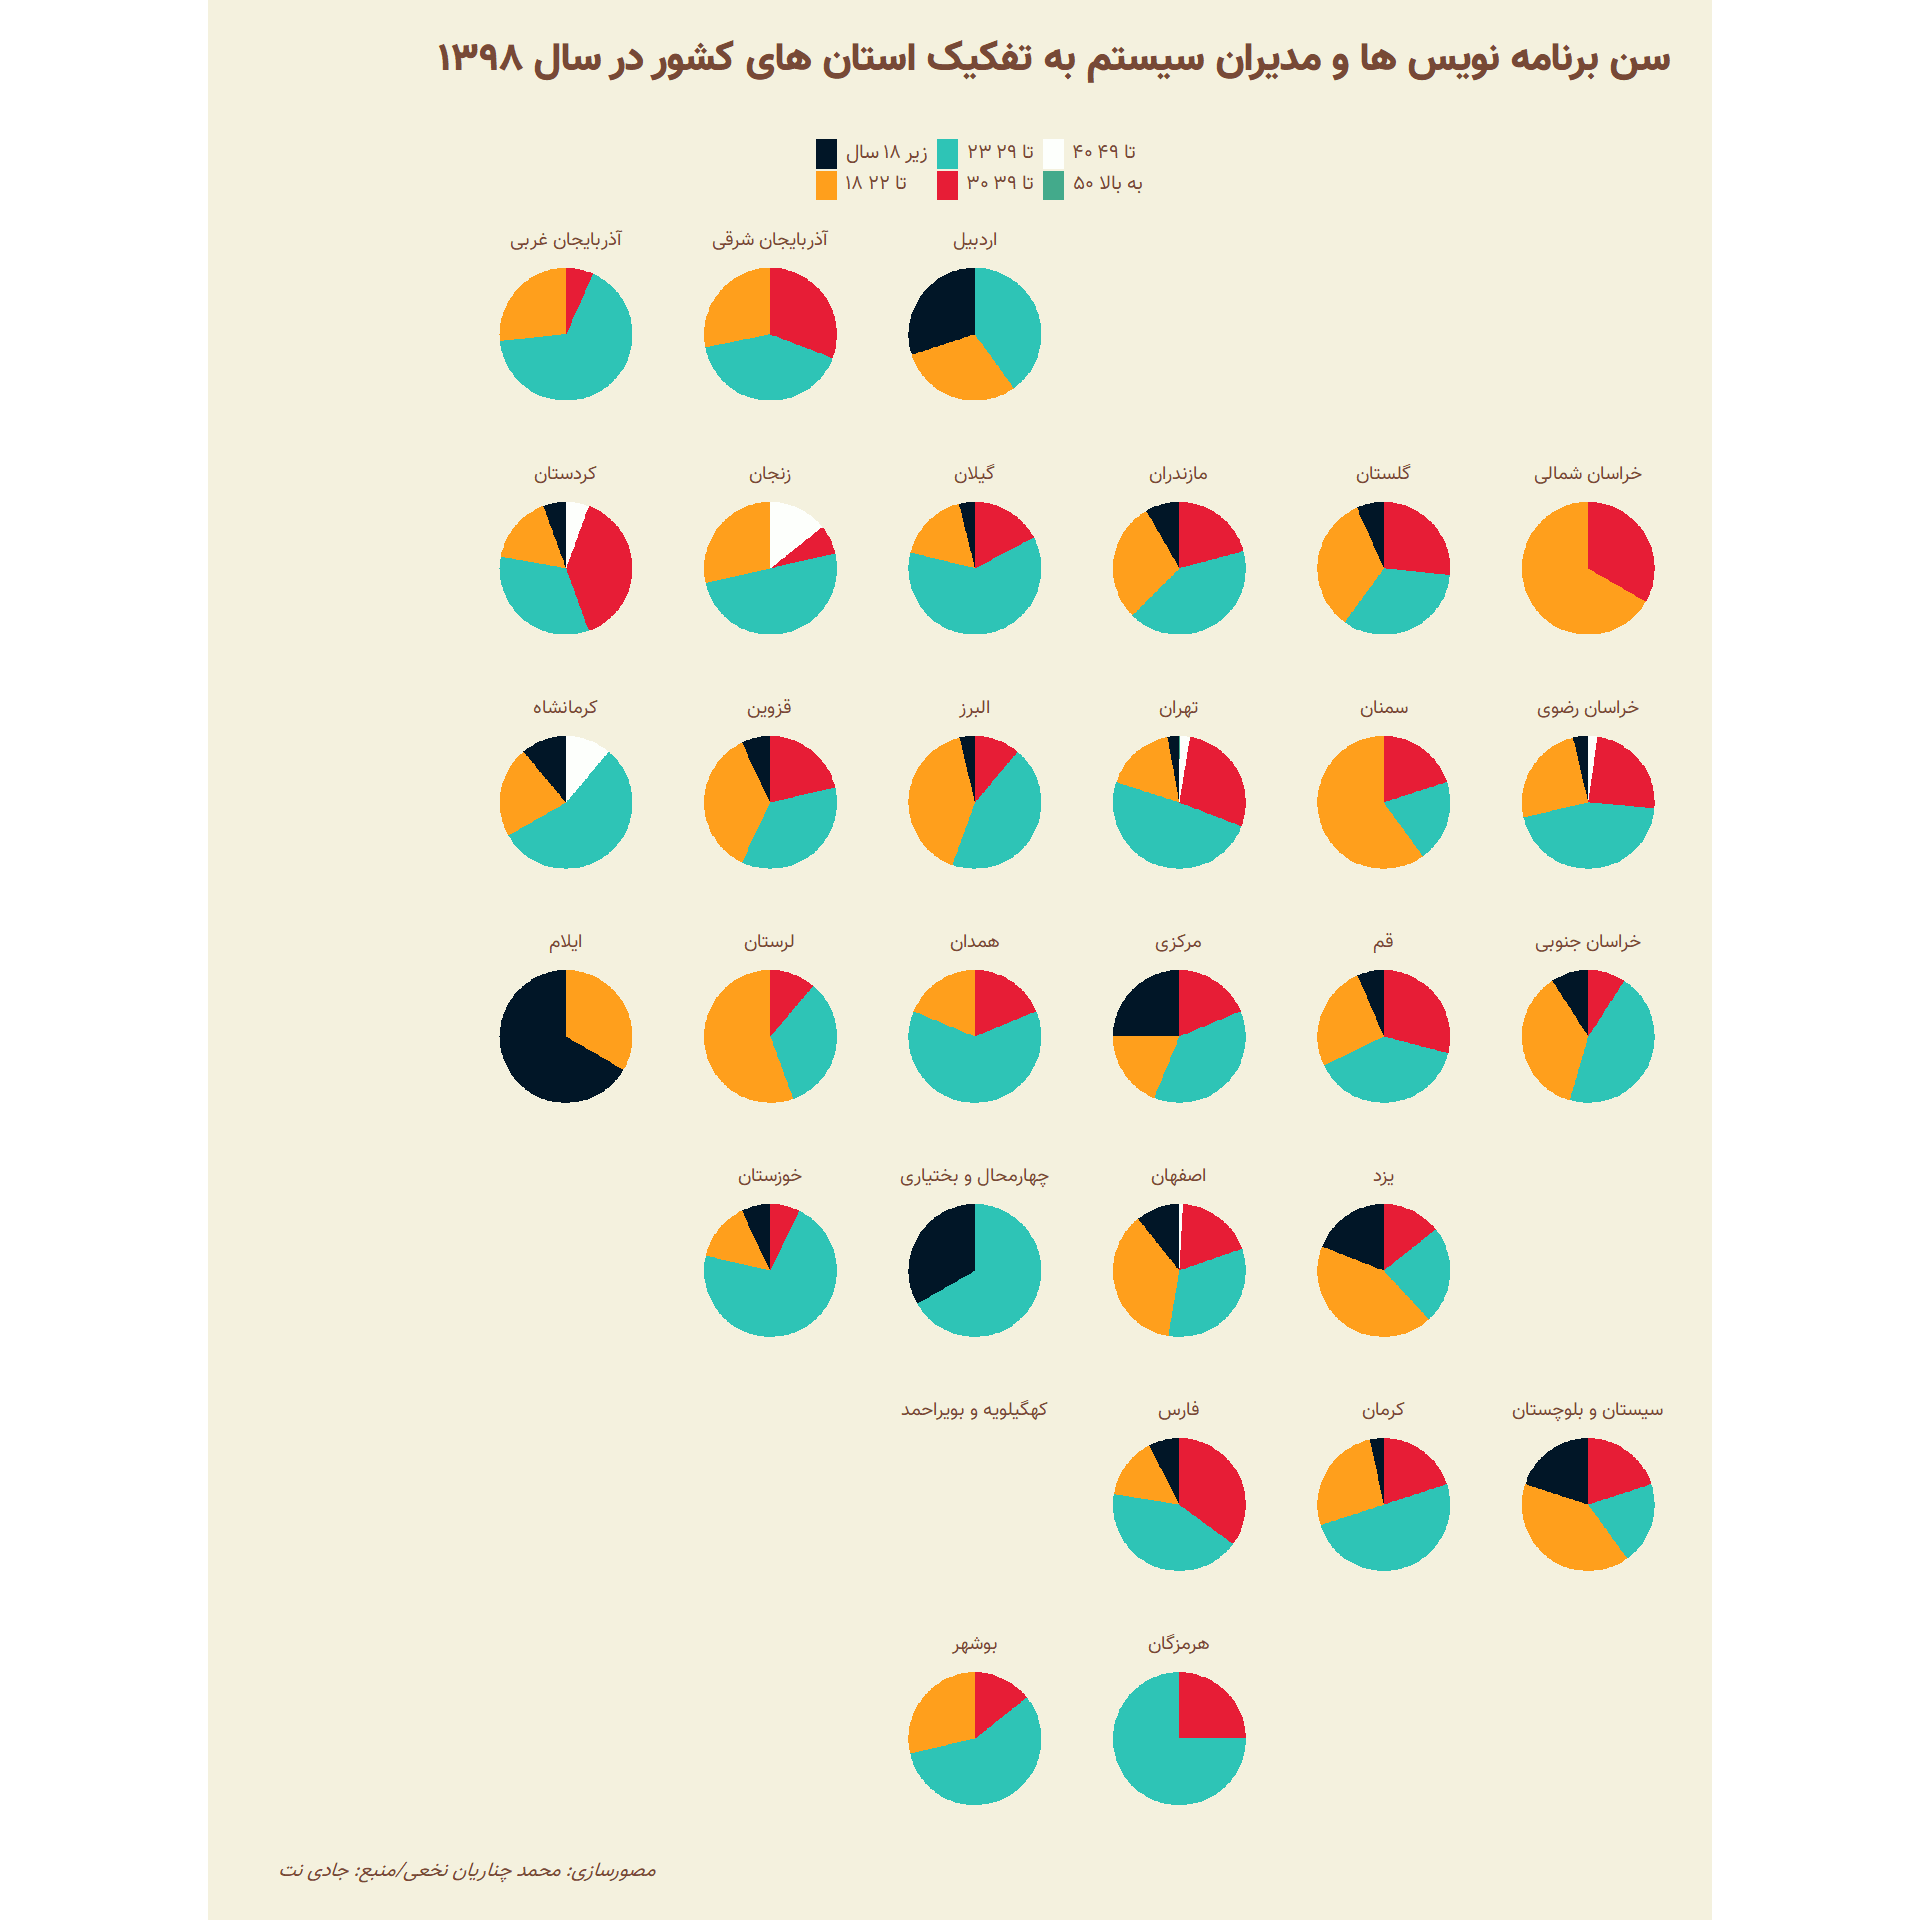 سن برنامه نویس ها و مدیران سیستم به تفکیک استان های کشور در سال ۱۳۹۸
زیر ۱۸ سال
۲۳ تا ۲۹
۴۰ تا ۴۹
۱۸ تا ۲۲
۳۰ تا ۳۹
۵۰ به بالا
اردبیل
آذربایجان شرقی
آذربایجان غربی
خراسان شمالی
گلستان
مازندران
گیلان
زنجان
کردستان
خراسان رضوی
سمنان
تهران
البرز
قزوین
کرمانشاه
خراسان جنوبی
قم
مرکزی
همدان
لرستان
ایلام
یزد
اصفهان
چهارمحال و بختیاری
خوزستان
سیستان و بلوچستان
کرمان
فارس
کهگیلویه و بویراحمد
هرمزگان
بوشهر
مصورسازی: محمد چناریان نخعی/منبع: جادی نت